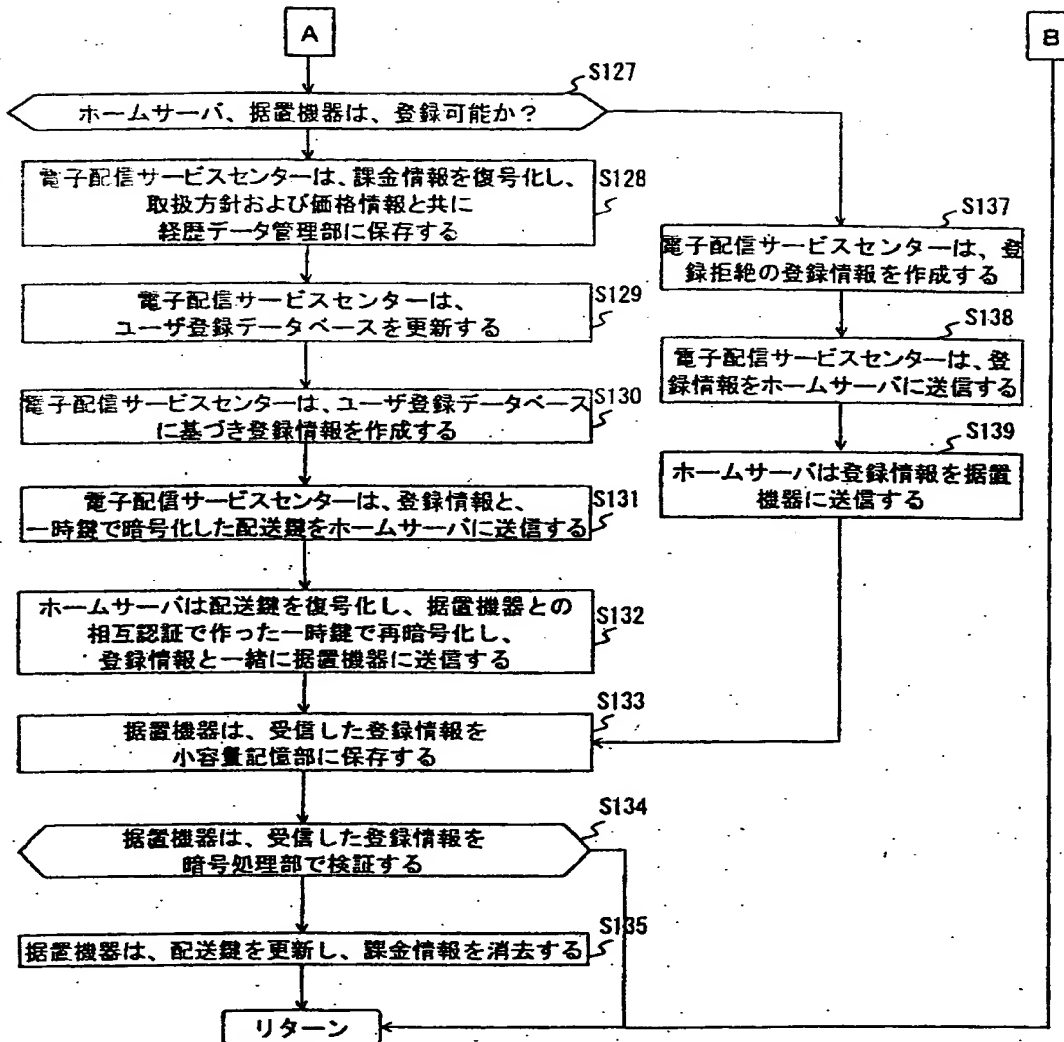 A
B
S127
ホームサーバ、据置機器は、登録可能か?
電子配信サービスセンターは、課金情報を復号化し、
取扱方針および価格情報と共に
経歴データ管理部に保存する
S128
電子配信サービスセンターは、
ユーザ登録データベースを更新する
S129
電子配信サービスセンターは、ユーザ登録データベース
に基づき登録情報を作成する
S130
電子配信サービスセンターは、登録情報と、
一時鍵で暗号化した配送鍵をホームサーバに送信する
S131
ホームサーバは配送鍵を復号化し、据置機器との
相互認証で作った一時鍵で再暗号化し、
登録情報と一緒に据置機器に送信する
S132
S133
据置機器は、受信した登録情報を
小容量記憶部に保存する
S134
据置機器は、受信した登録情報を
暗号処理部で検証する
S135
据置機器は、配送鍵を更新し、課金情報を消去する
リターン
S137
電子配信サービスセンターは、登
録拒絶の登録情報を作成する
S138
電子配信サービスセンターは、登
録情報をホームサーバに送信する
S139
ホームサーバは登録情報を据置
機器に送信する